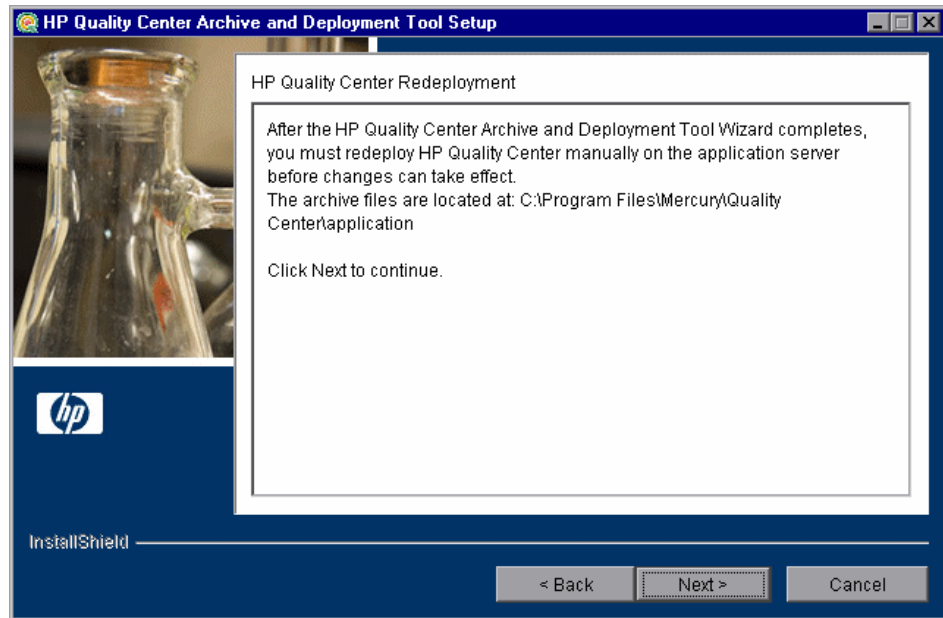 HP Quality Center Archive and Deployment Tool Setup
HP Quality Center Redeployment
After the HP Quality Center Archive and Deployment Tool Wizard completes,
you must redeploy HP Quality Center manually on the application server
before changes can take effect.
The archive files are located at: C:\Program Files\Mercury\Quality
Center\application
Click Next to continue.
hp
InstallShield
< Back
Next >
Cancel